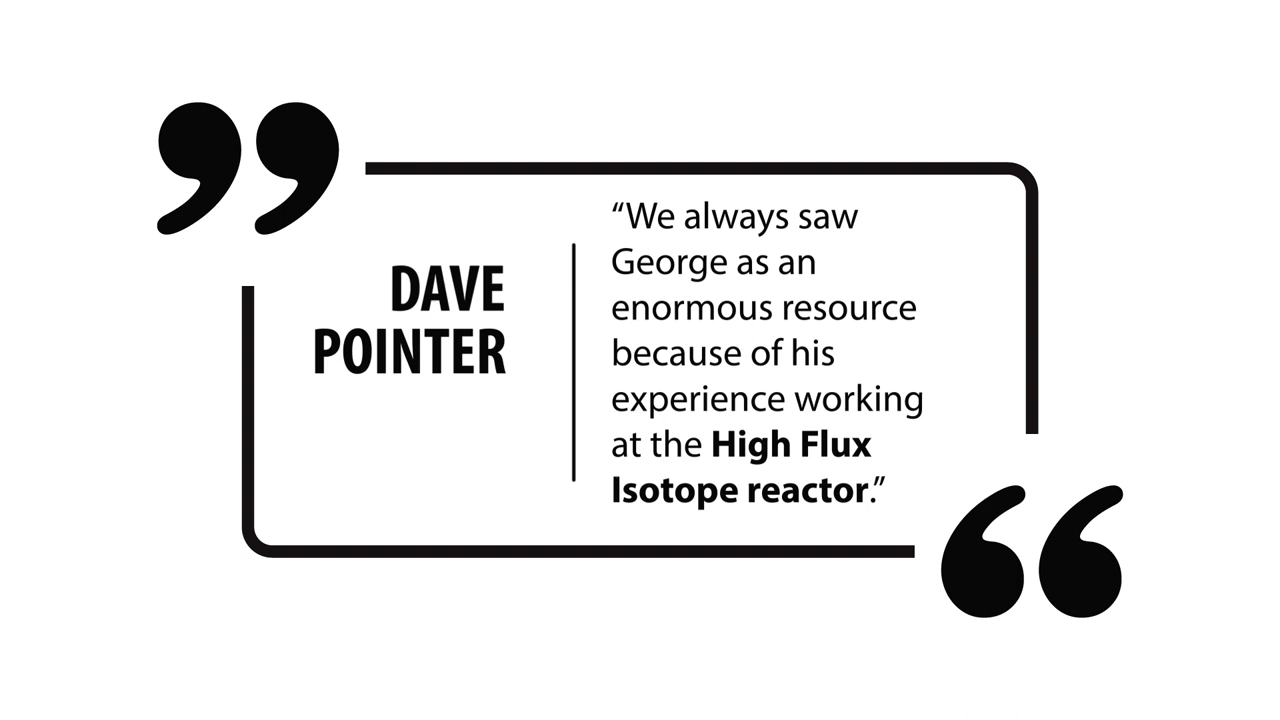 DAVE
POINTER
“We always saw
George as an
enormous resource
because of his
experience working
at the High Flux
Isotope reactor.”